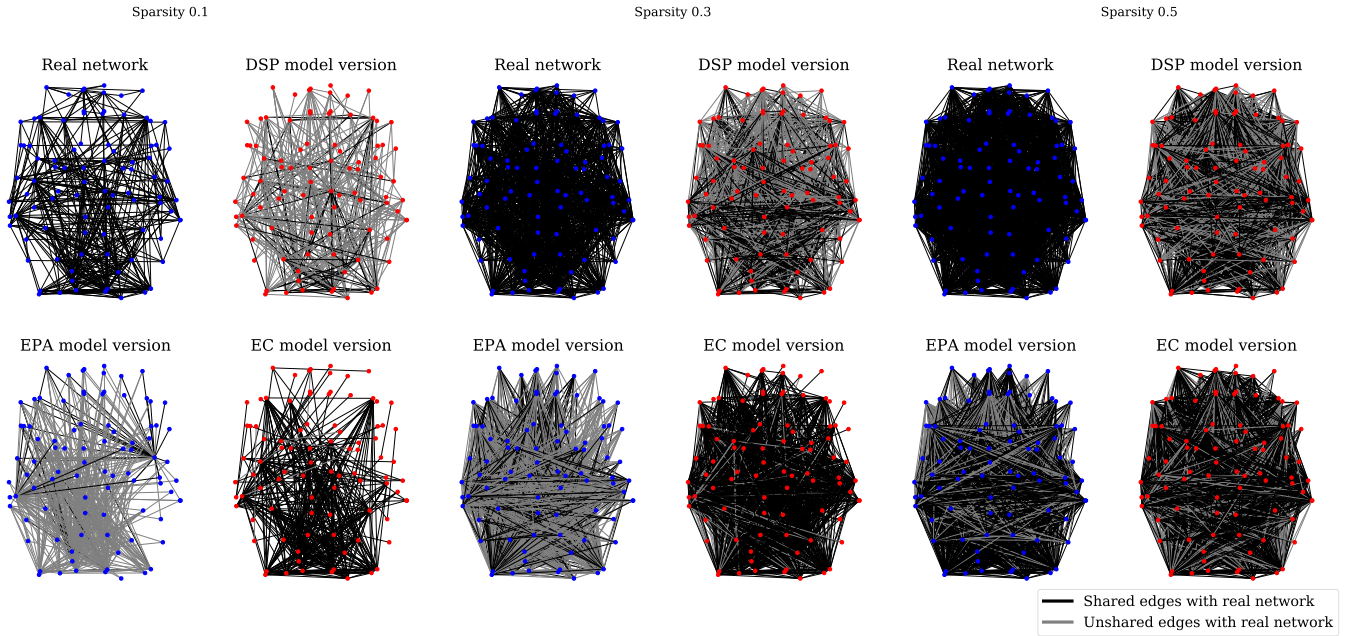 Sparsity 0.1
Sparsity 0.3
Sparsity 0.5
Real network
DSP model version
Real network
DSP model version
Real network
DSP model version
EPA model version
EC model version
EPA model version
EC model version
EPA model version
EC model version
Shared edges with real network
Unshared edges with real network